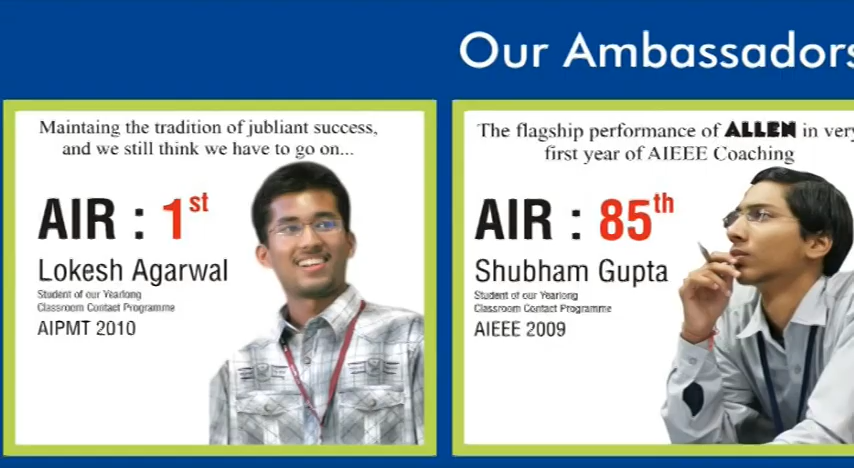 Our Ambassadors
Maintaing the tradition of jubliant success,
and we still think we have to go on...
AIR : 1st
Lokesh Agarwal
Student of our Yearlong
Classroom Contact Programme
AIPMT 2010
The flagship performance of ALLEN in very
first year of AIEEE Coaching
AIR : 85th
Shubham Gupta
Student of our Yearlong
Classroom Contact Programme
AIEEE 2009